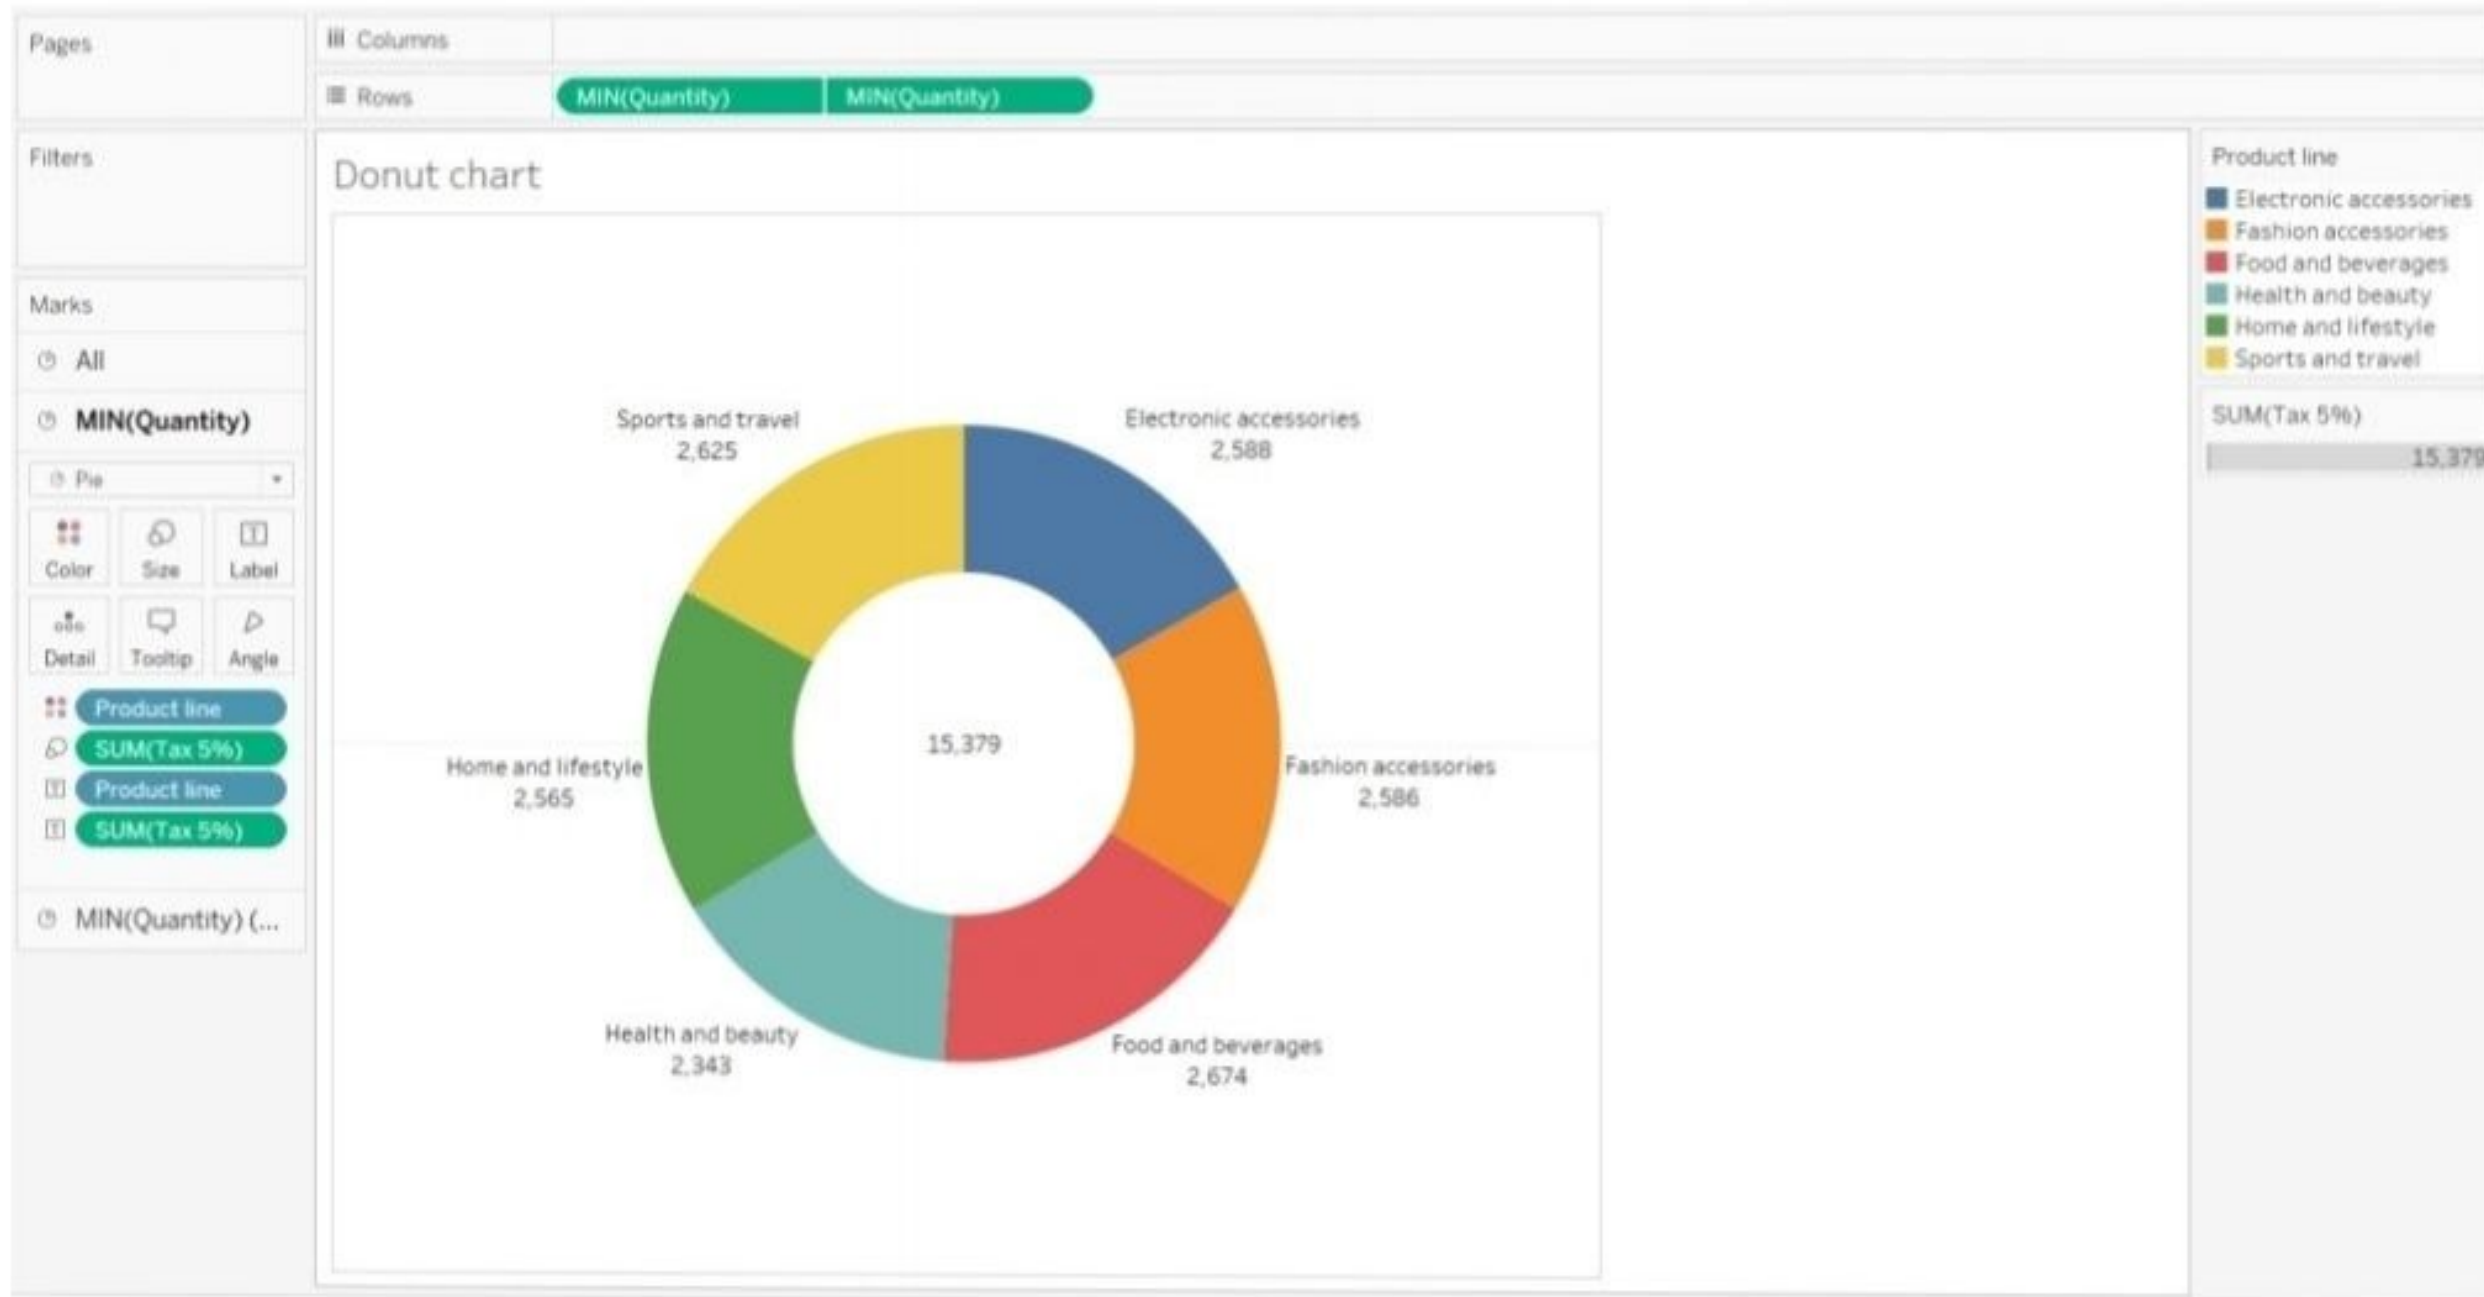 Pages
Columns
Rows
MIN(Quantity)
MIN(Quantity)
Filters
Marks
All
MIN(Quantity)
Pie
Color
Size
Label
Detail
Tooltip
Angle
Product line
SUM(Tax 5%)
Product line
SUM(Tax 5%)
MIN(Quantity) (...
Donut chart
Sports and travel
2,625
Electronic accessories
2,588
Home and lifestyle
2,565
15,379
Fashion accessories
2,586
Health and beauty
2,343
Food and beverages
2,674
Product line
Electronic accessories
Fashion accessories
Food and beverages
Health and beauty
Home and lifestyle
Sports and travel
SUM(Tax 5%)
15,379